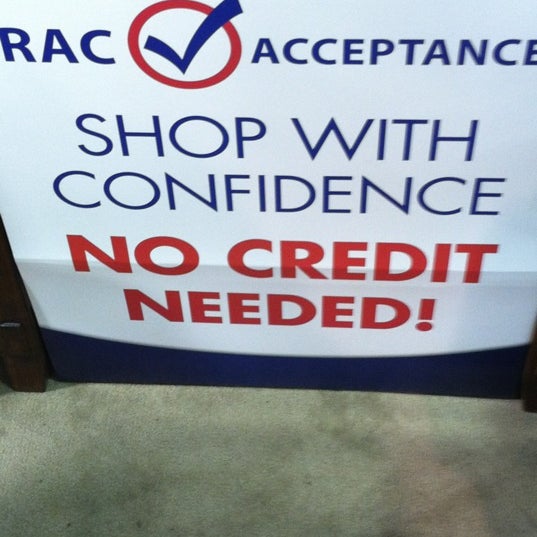 RAC ACCEPTANCE
SHOP WITH
CONFIDENCE
NO CREDIT
NEEDED!